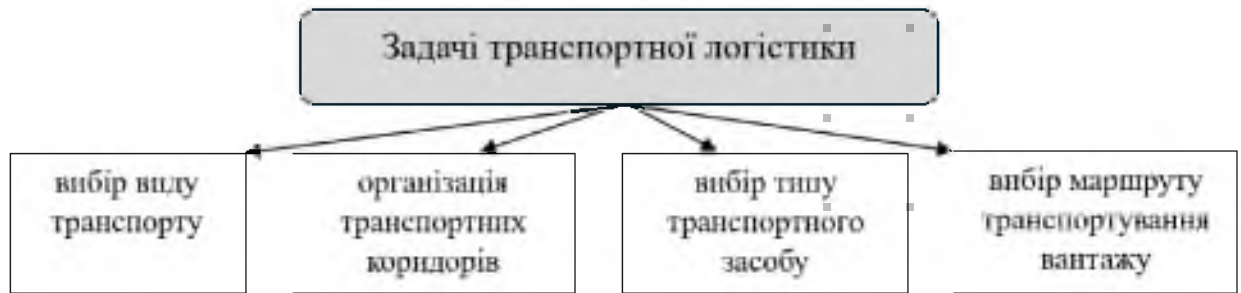 Задачі транспортної логістики
вибір виду
транспорту
організація
транспортних
коридорів
вибір типу
транспортного
засобу
вибір маршруту
транспортування
вантажу